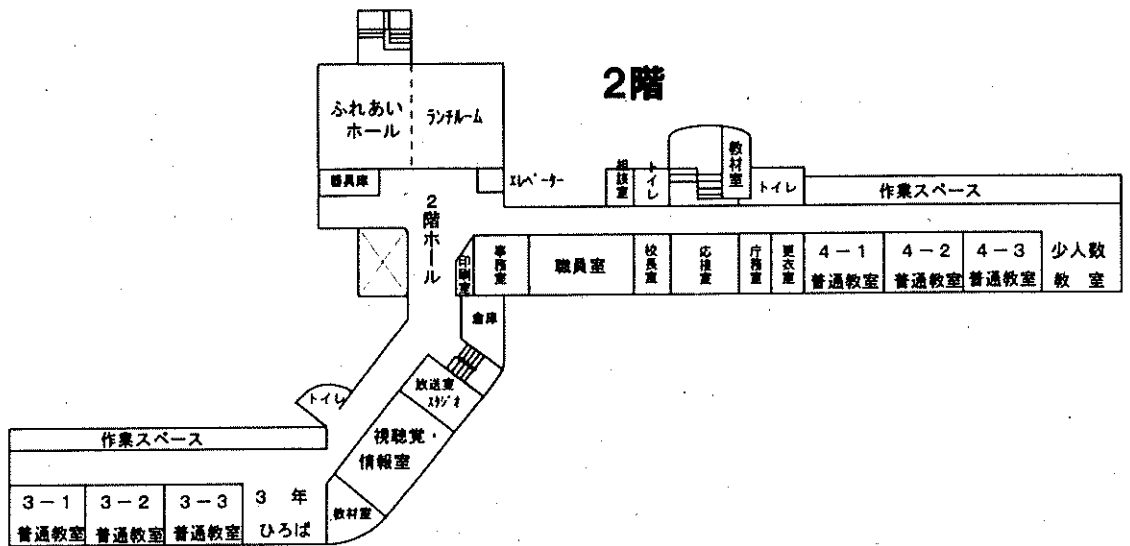 2階
ふれあい
ホール
ランチルーム
器具庫
エレベーター
相談室
トイレ
教材室
トイレ
作業スペース
2階ホール
印刷室
事務室
職員室
校長室
応接室
庁務室
更衣室
4-1
普通教室
4-2
普通教室
4-3
普通教室
少人数
教室
倉庫
放送室
スタジオ
トイレ
視聴覚・
情報室
作業スペース
3-1
普通教室
3-2
普通教室
3-3
普通教室
3年
ひろば
教材室